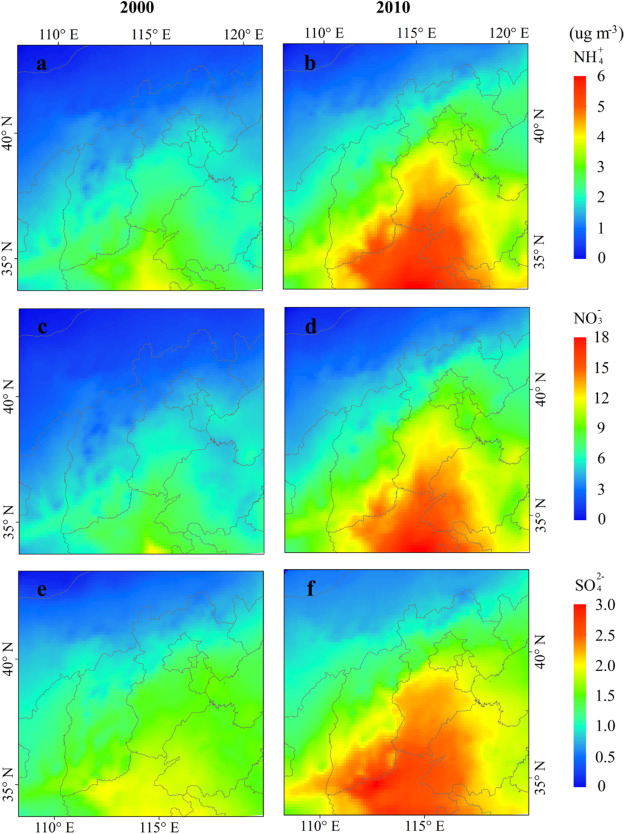 2000 2010
110° E 115° E 120° E 110° E 115° E 120° E (ug m⁻³)
a b NH₄⁺
40° N 35° N 40° N 35° N
6
5
4
3
2
1
0
c d NO₃⁻
40° N 35° N 40° N 35° N
18
15
12
9
6
3
0
e f SO₄²⁻
40° N 35° N 40° N 35° N
3.0
2.5
2.0
1.5
1.0
0.5
0
110° E 115° E 110° E 115° E